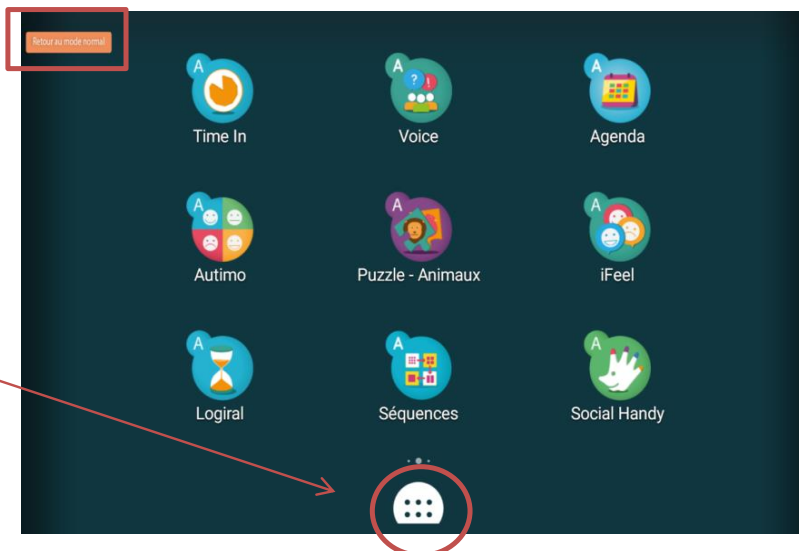 Retour au mode normal
A
A
A
Time In
Voice
Agenda
A
A
A
Autimo
Puzzle - Animaux
iFeel
A
A
A
Logiral
Séquences
Social Handy